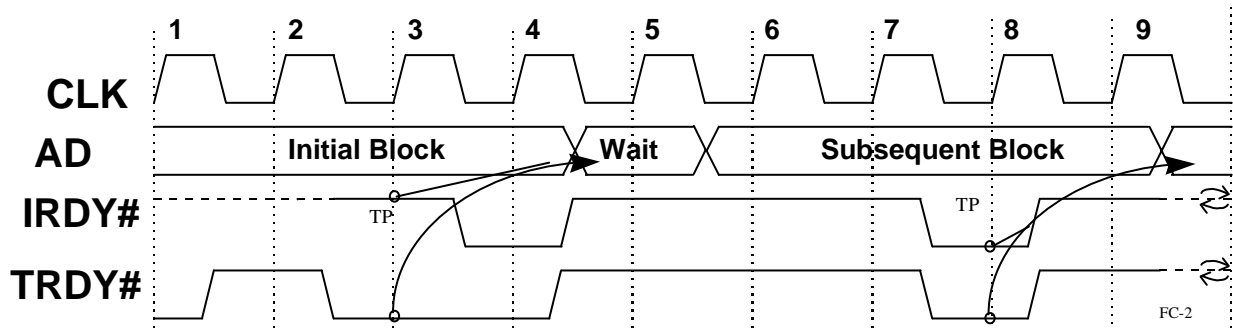 1 2 3 4 5 6 7 8 9
CLK
AD Initial Block Wait Subsequent Block
IRDY# TP TP
TRDY#
FC-2